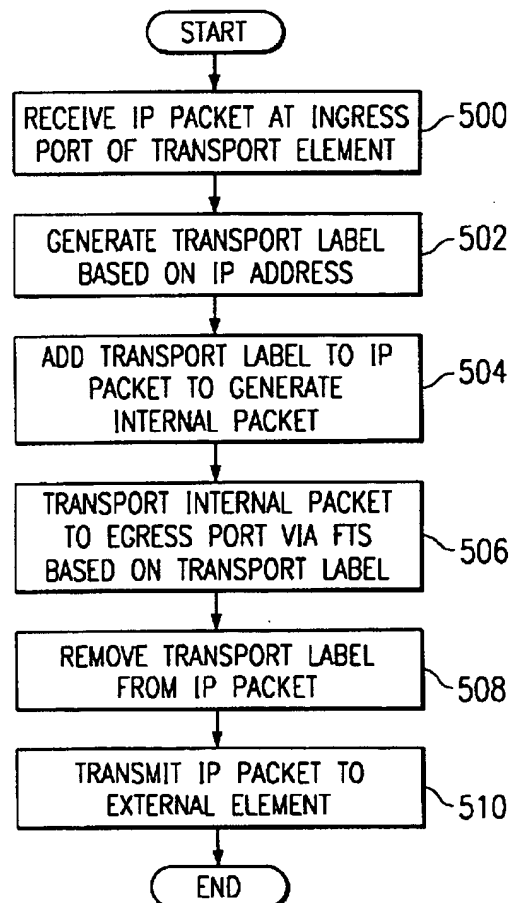 START
RECEIVE IP PACKET AT INGRESS
PORT OF TRANSPORT ELEMENT
500
GENERATE TRANSPORT LABEL
BASED ON IP ADDRESS
502
ADD TRANSPORT LABEL TO IP
PACKET TO GENERATE
INTERNAL PACKET
504
TRANSPORT INTERNAL PACKET
TO EGRESS PORT VIA FTS
BASED ON TRANSPORT LABEL
506
REMOVE TRANSPORT LABEL
FROM IP PACKET
508
TRANSMIT IP PACKET TO
EXTERNAL ELEMENT
510
END